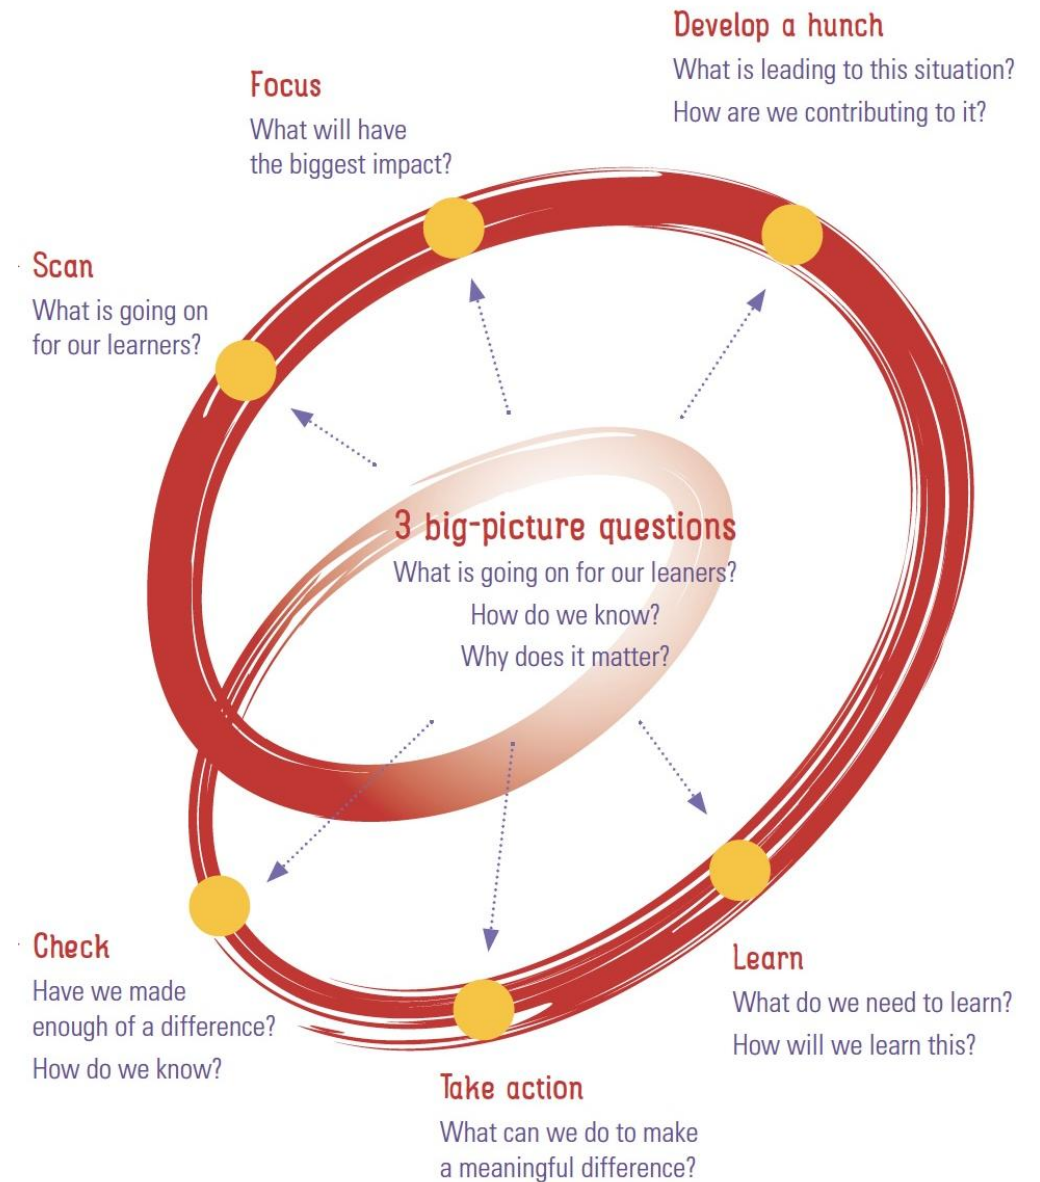 Develop a hunch
What is leading to this situation?
How are we contributing to it?
Focus
What will have
the biggest impact?
Scan
What is going on
for our learners?
3 big-picture questions
What is going on for our leaners?
How do we know?
Why does it matter?
Check
Have we made
enough of a difference?
How do we know?
Learn
What do we need to learn?
How will we learn this?
Take action
What can we do to make
a meaningful difference?